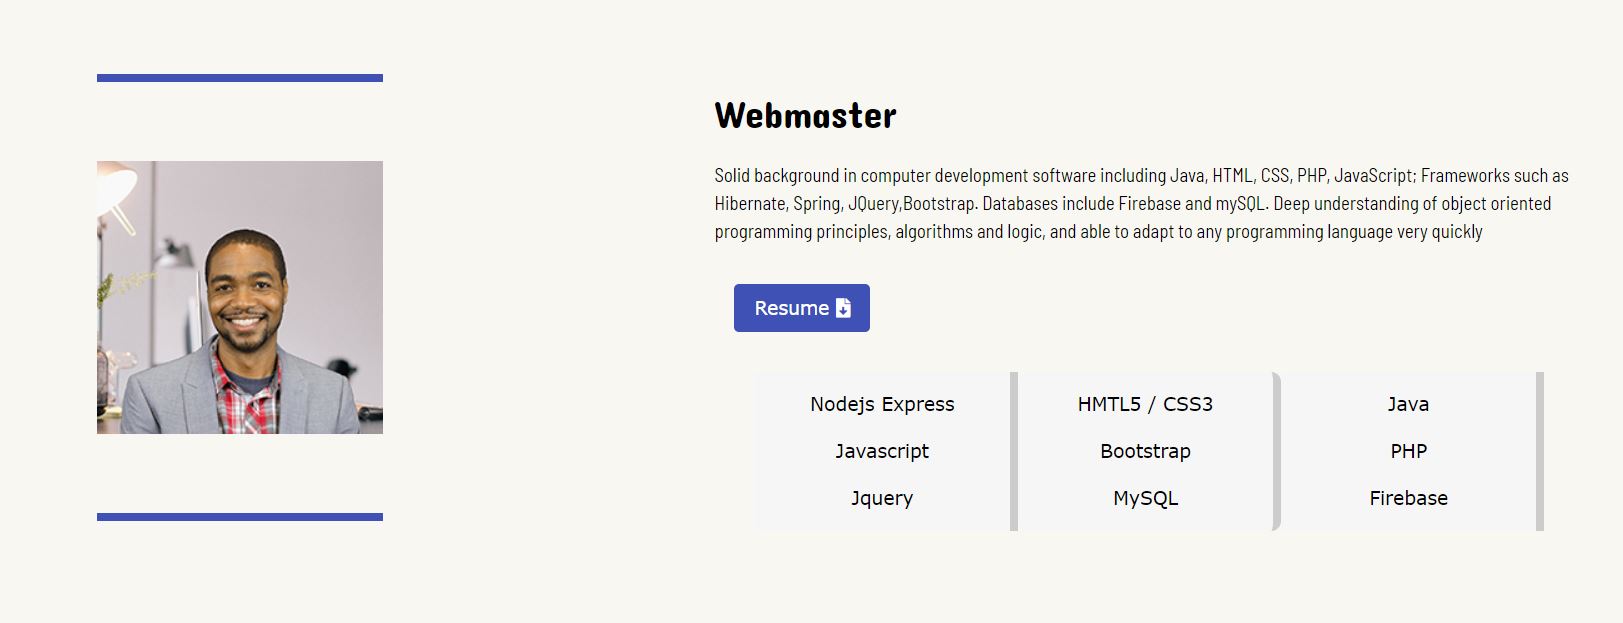 Webmaster
Solid background in computer development software including Java, HTML, CSS, PHP, JavaScript; Frameworks such as
Hibernate, Spring, JQuery,Bootstrap. Databases include Firebase and mySQL. Deep understanding of object oriented
programming principles, algorithms and logic, and able to adapt to any programming language very quickly
Resume
Nodejs Express
HMTL5 / CSS3
Java
Javascript
Bootstrap
PHP
Jquery
MySQL
Firebase